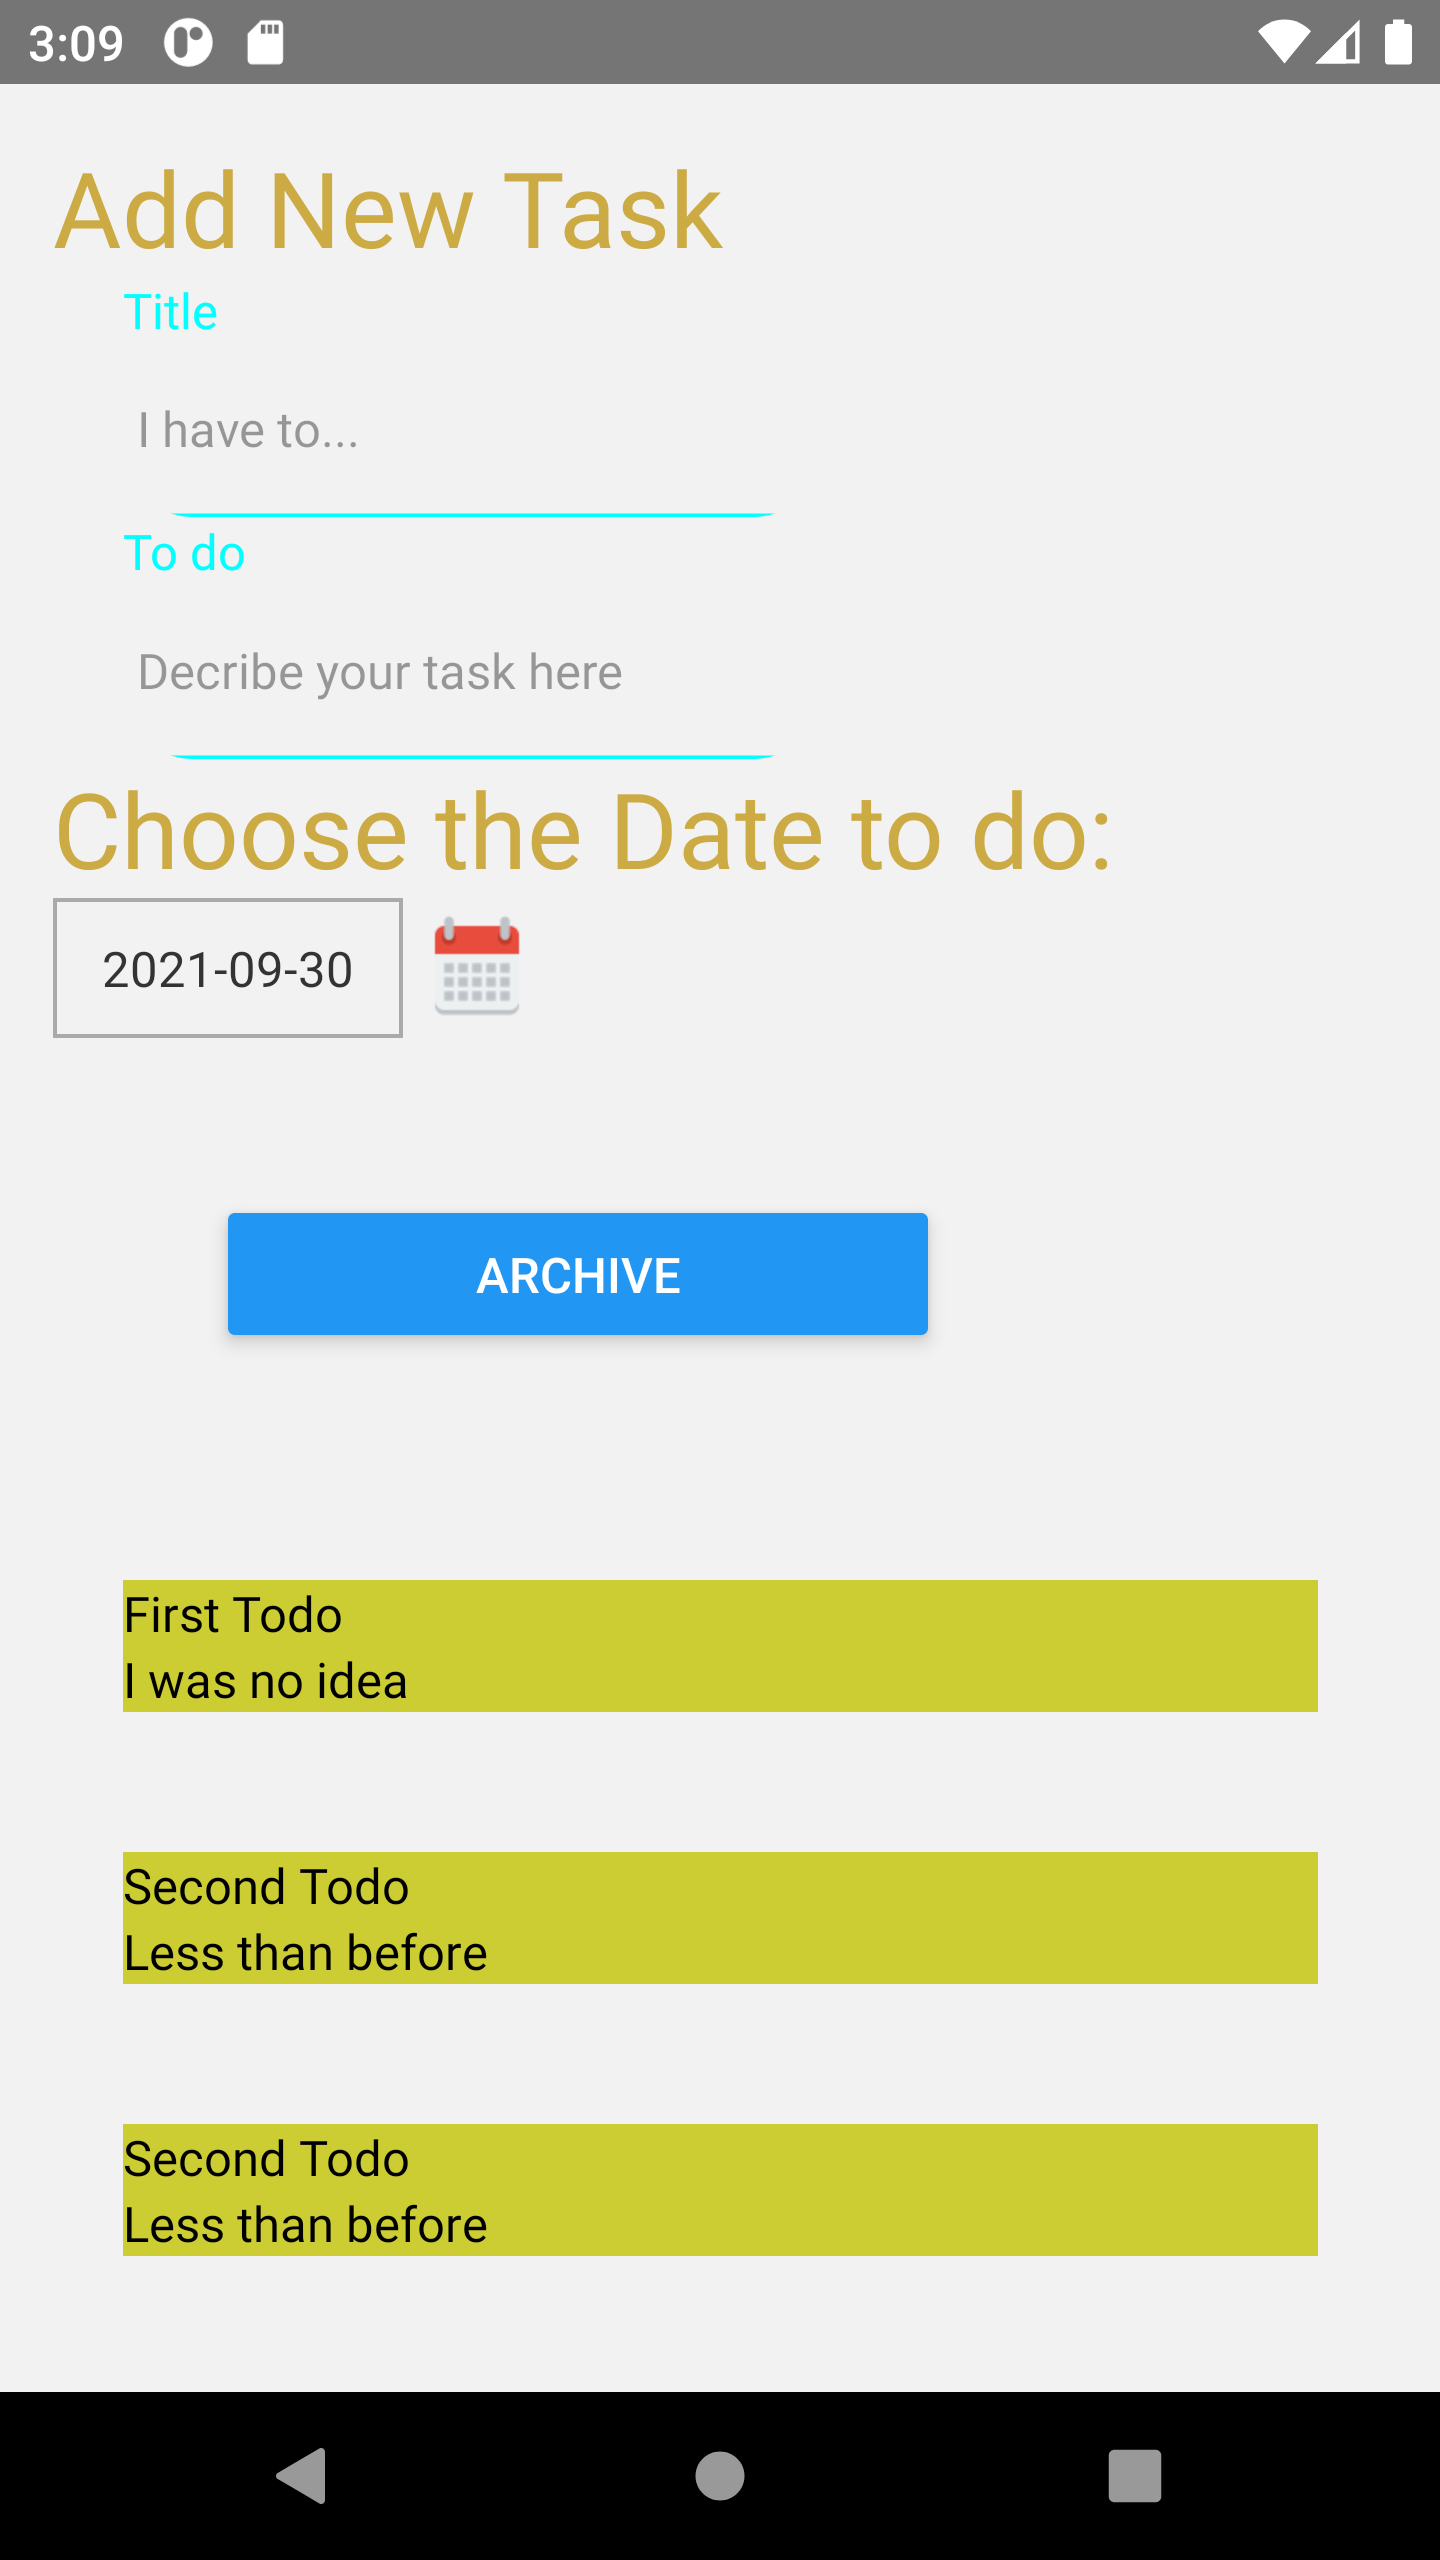 3:09
Add New Task
Title
I have to...
To do
Decribe your task here
Choose the Date to do:
2021-09-30
ARCHIVE
First Todo
I was no idea
Second Todo
Less than before
Second Todo
Less than before